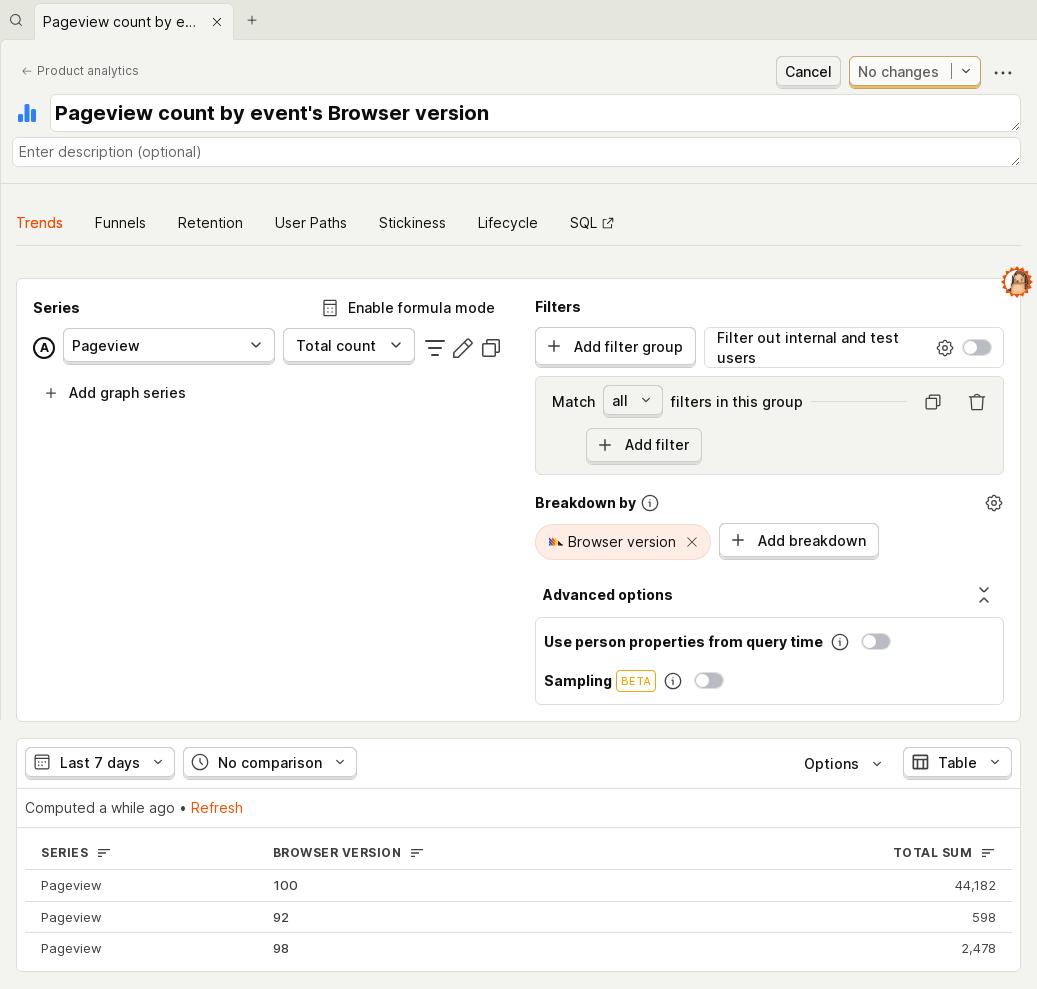 Pageview count by e...
Product analytics
Cancel
No changes
Pageview count by event's Browser version
Enter description (optional)
Trends Funnels Retention User Paths Stickiness Lifecycle SQL
Series
Enable formula mode
A Pageview Total count
Add graph series
Filters
Add filter group
Filter out internal and test
users
Match all filters in this group
Add filter
Breakdown by
Browser version
Add breakdown
Advanced options
Use person properties from query time
Sampling BETA
Last 7 days
No comparison
Options
Table
Computed a while ago • Refresh
SERIES BROWSER VERSION TOTAL SUM
Pageview 100 44,182
Pageview 92 598
Pageview 98 2,478